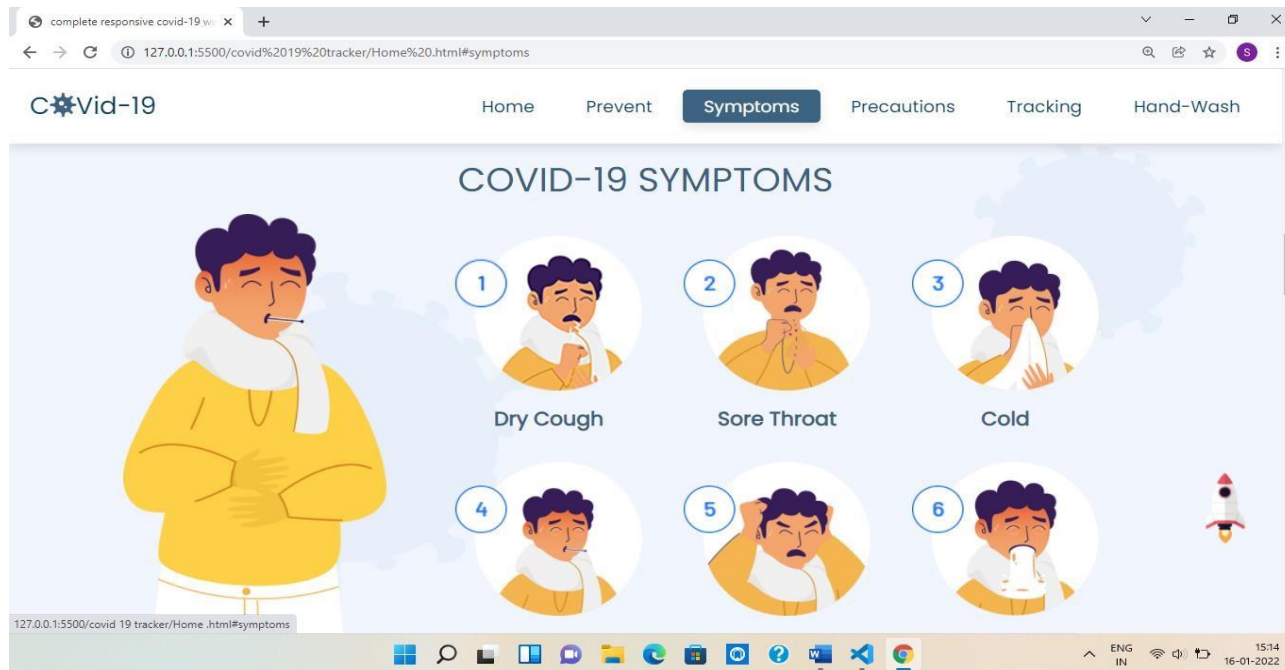 complete responsive covid-19 we
127.0.0.1:5500/covid%2019%20tracker/Home%20.html#symptoms
S
C Vid-19
Home Prevent Symptoms Precautions Tracking Hand-Wash
COVID-19 SYMPTOMS
1 2 3
Dry Cough Sore Throat Cold
4 5 6
127.0.0.1:5500/covid 19 tracker/Home .html#symptoms
ENG 15:14
IN 16-01-2022